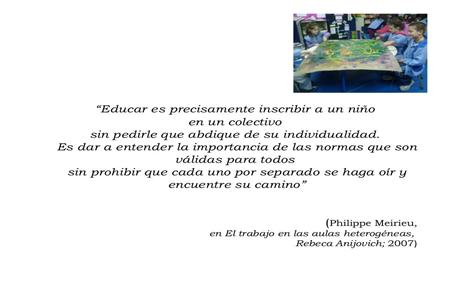 “Educar es precisamente inscribir a un niño
en un colectivo
sin pedirle que abdique de su individualidad.
Es dar a entender la importancia de las normas que son
válidas para todos
sin prohibir que cada uno por separado se haga oír y
encuentre su camino”
(Philippe Meirieu,
en El trabajo en las aulas heterogéneas,
Rebeca Anijovich; 2007)